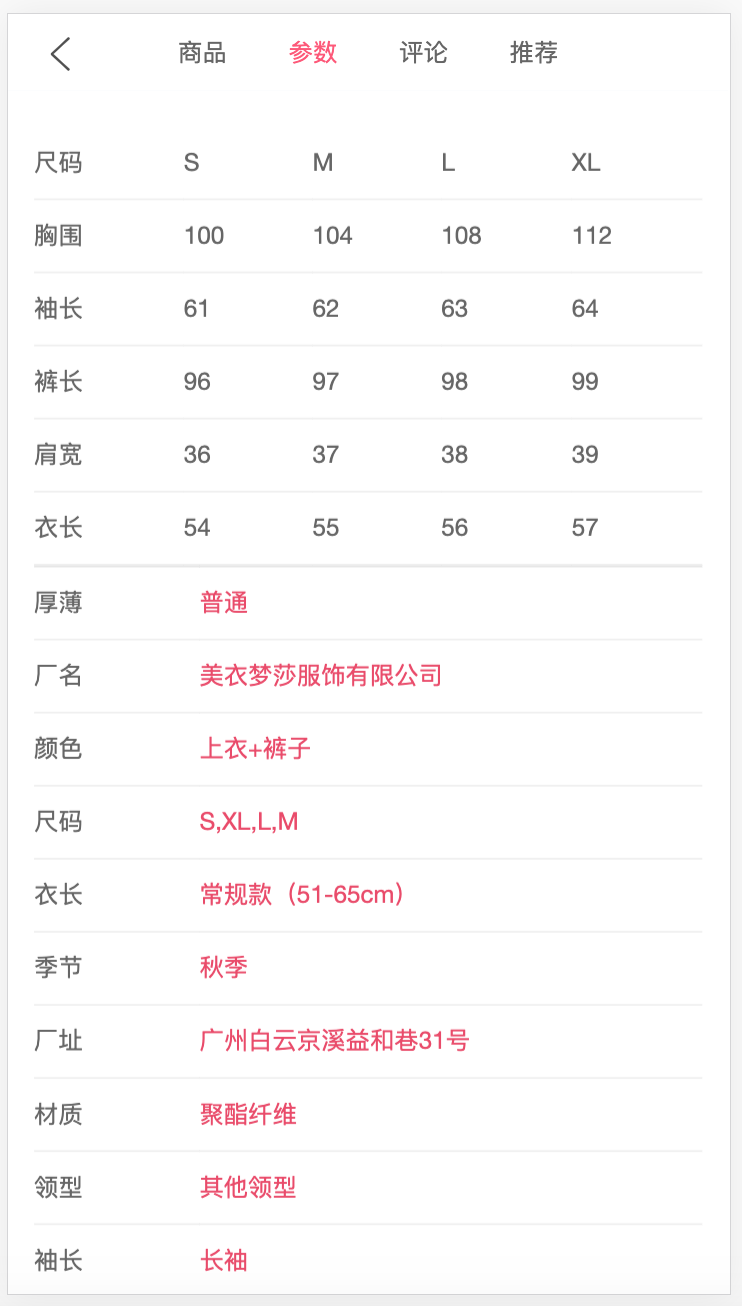 商品 参数 评论 推荐
尺码 S M L XL
胸围 100 104 108 112
袖长 61 62 63 64
裤长 96 97 98 99
肩宽 36 37 38 39
衣长 54 55 56 57
厚薄 普通
厂名 美衣梦莎服饰有限公司
颜色 上衣+裤子
尺码 S,XL,L,M
衣长 常规款（51-65cm）
季节 秋季
厂址 广州白云京溪益和巷31号
材质 聚酯纤维
领型 其他领型
袖长 长袖